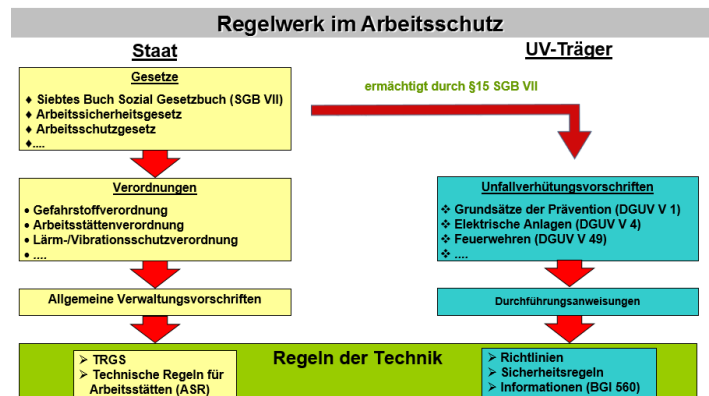 Regelwerk im Arbeitsschutz
Staat
UV-Träger
Gesetze
♦ Siebtes Buch Sozial Gesetzbuch (SGB VII)
♦ Arbeitssicherheitsgesetz
♦ Arbeitsschutzgesetz
♦....
ermächtigt durch §15 SGB VII
Verordnungen
• Gefahrstoffverordnung
• Arbeitsstättenverordnung
• Lärm-/Vibrationsschutzverordnung
• ....
Unfallverhütungsvorschriften
❖ Grundsätze der Prävention (DGUV V 1)
❖ Elektrische Anlagen (DGUV V 4)
❖ Feuerwehren (DGUV V 49)
❖ ....
Allgemeine Verwaltungsvorschriften
Durchführungsanweisungen
Regeln der Technik
➢ TRGS
➢ Technische Regeln für
Arbeitsstätten (ASR)
➢ Richtlinien
➢ Sicherheitsregeln
➢ Informationen (BGI 560)